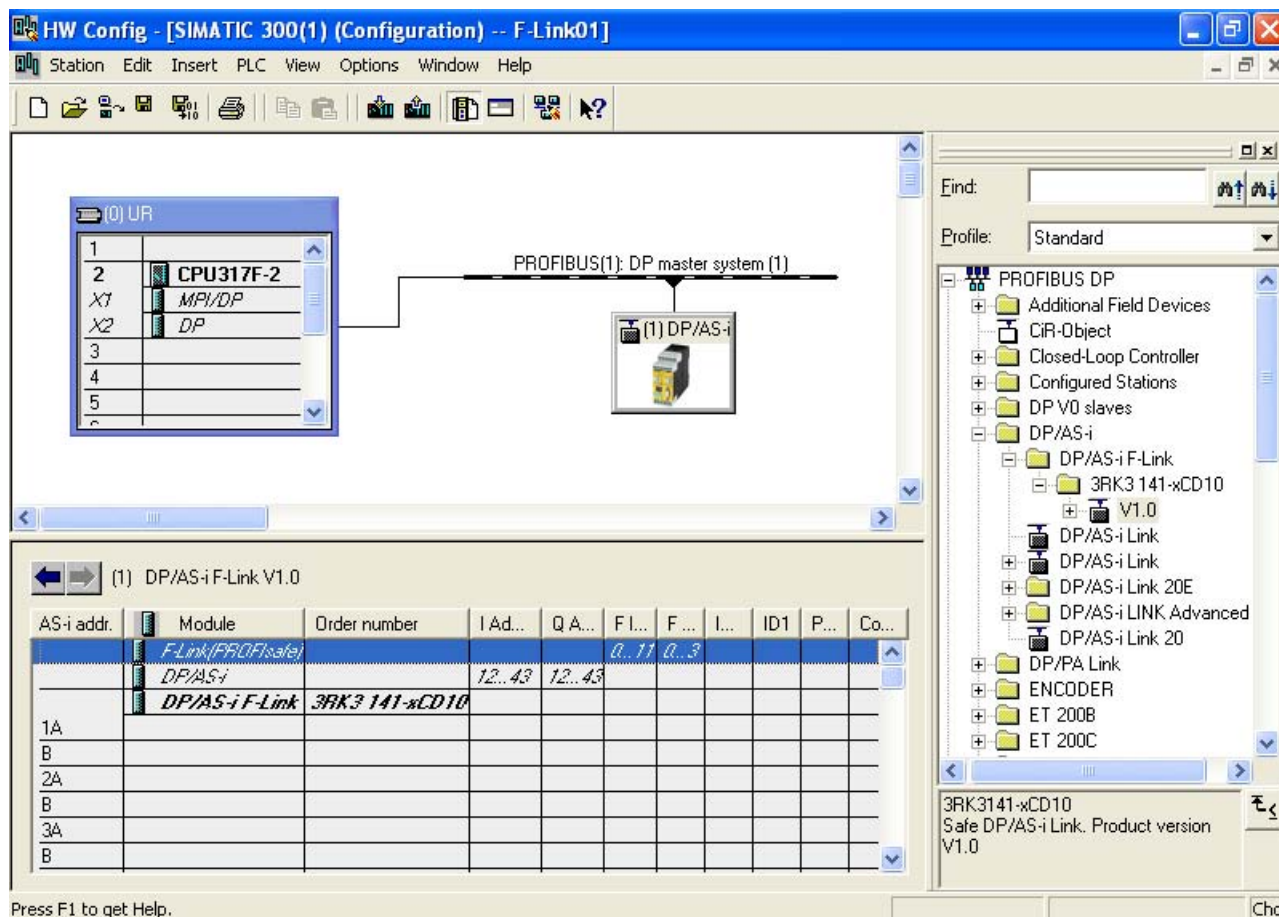 HW Config - [SIMATIC 300(1) (Configuration) -- F-Link01]
Station Edit Insert PLC View Options Window Help
(0) UR
1
2 CPU317F-2
X1 MPI/DP
X2 DP
3
4
5
PROFIBUS(1): DP master system (1)
(1) DP/AS-i
Find:
Profile: Standard
PROFIBUS DP
Additional Field Devices
CiR-Object
Closed-Loop Controller
Configured Stations
DP V0 slaves
DP/AS-i
DP/AS-i F-Link
3RK3 141-xCD10
V1.0
DP/AS-i Link
DP/AS-i Link
DP/AS-i Link 20E
DP/AS-i LINK Advanced
DP/AS-i Link 20
DP/PA Link
ENCODER
ET 200B
ET 200C
3RK3141-xCD10
Safe DP/AS-i Link. Product version
V1.0
(1) DP/AS-i F-Link V1.0
AS-i addr. Module Order number I Ad... Q A... F I... F ... I... ID1 P... Co...
F-Link(PROFIsafe) 0...11 0...3
DP/AS-i 12...43 12...43
DP/AS-i F-Link 3RK3 141-xCD10
1A
B
2A
B
3A
B
Press F1 to get Help.
Chg